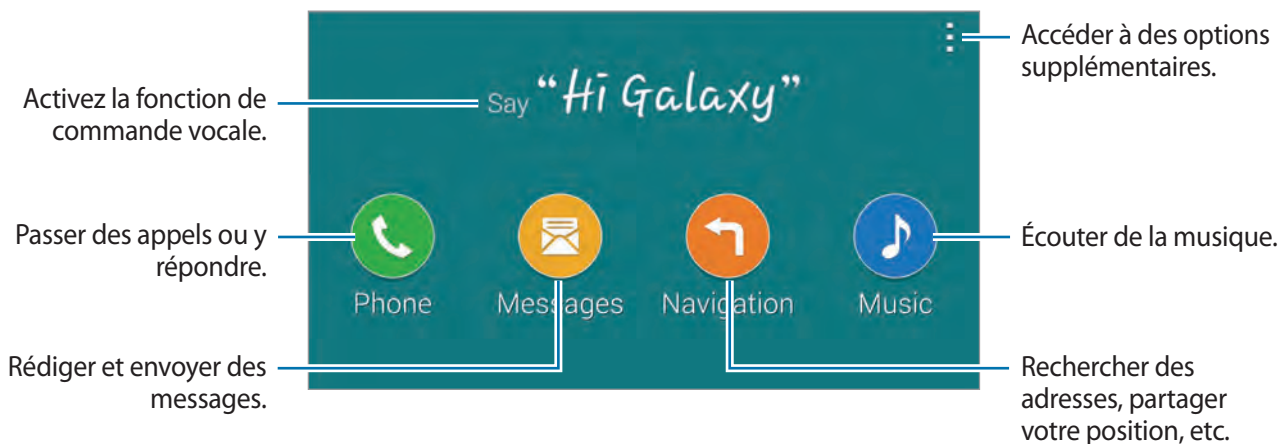 Accéder à des options
supplémentaires.
Activez la fonction de
commande vocale.
Say “Hi Galaxy”
Passer des appels ou y
répondre.
Écouter de la musique.
Phone
Messages
Navigation
Music
Rédiger et envoyer des
messages.
Rechercher des
adresses, partager
votre position, etc.